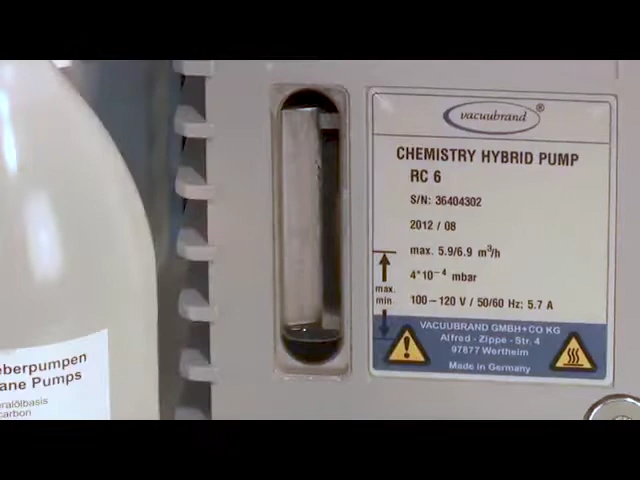 vacuubrand®
CHEMISTRY HYBRID PUMP
RC 6
S/N: 36404302
2012 / 08
max. 5.9/6.9 m³/h
4*10⁻⁴ mbar
100-120 V / 50/60 Hz; 5.7 A
max.
min.
VACUUBRAND GMBH+CO KG
Alfred - Zippe - Str. 4
97877 Wertheim
Made in Germany
eberpumpen
ane Pumps
eralölbasis
carbon